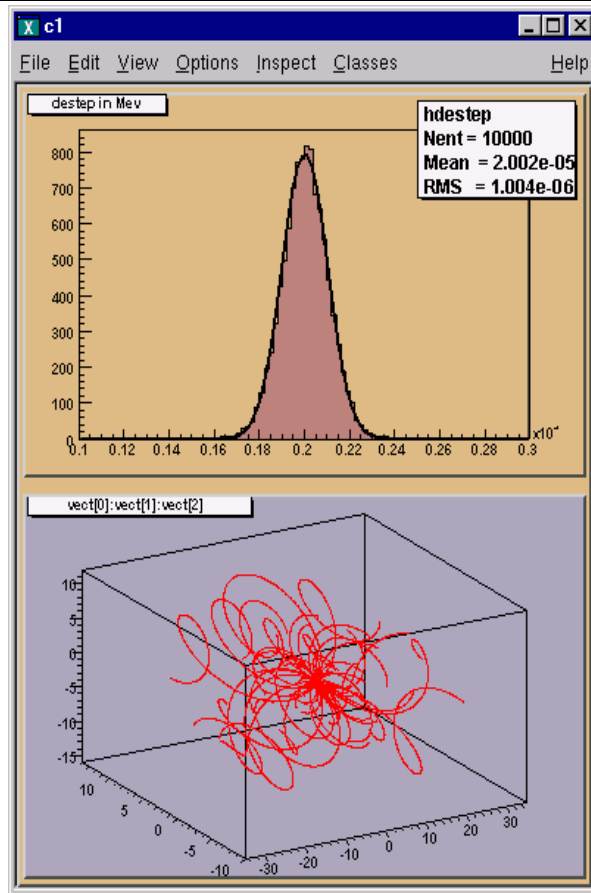 X c1
File Edit View Options Inspect Classes Help
destep in Mev
hdestep
Nent = 10000
Mean = 2.002e-05
RMS = 1.004e-06
800
700
600
500
400
300
200
100
0
0.1 0.12 0.14 0.16 0.18 0.2 0.22 0.24 0.26 0.28 0.3
vect[0]:vect[1]:vect[2]
10
5
0
-5
-10
-15
10
5
0
-5
-10
-30 -20 -10 0 10 20 30